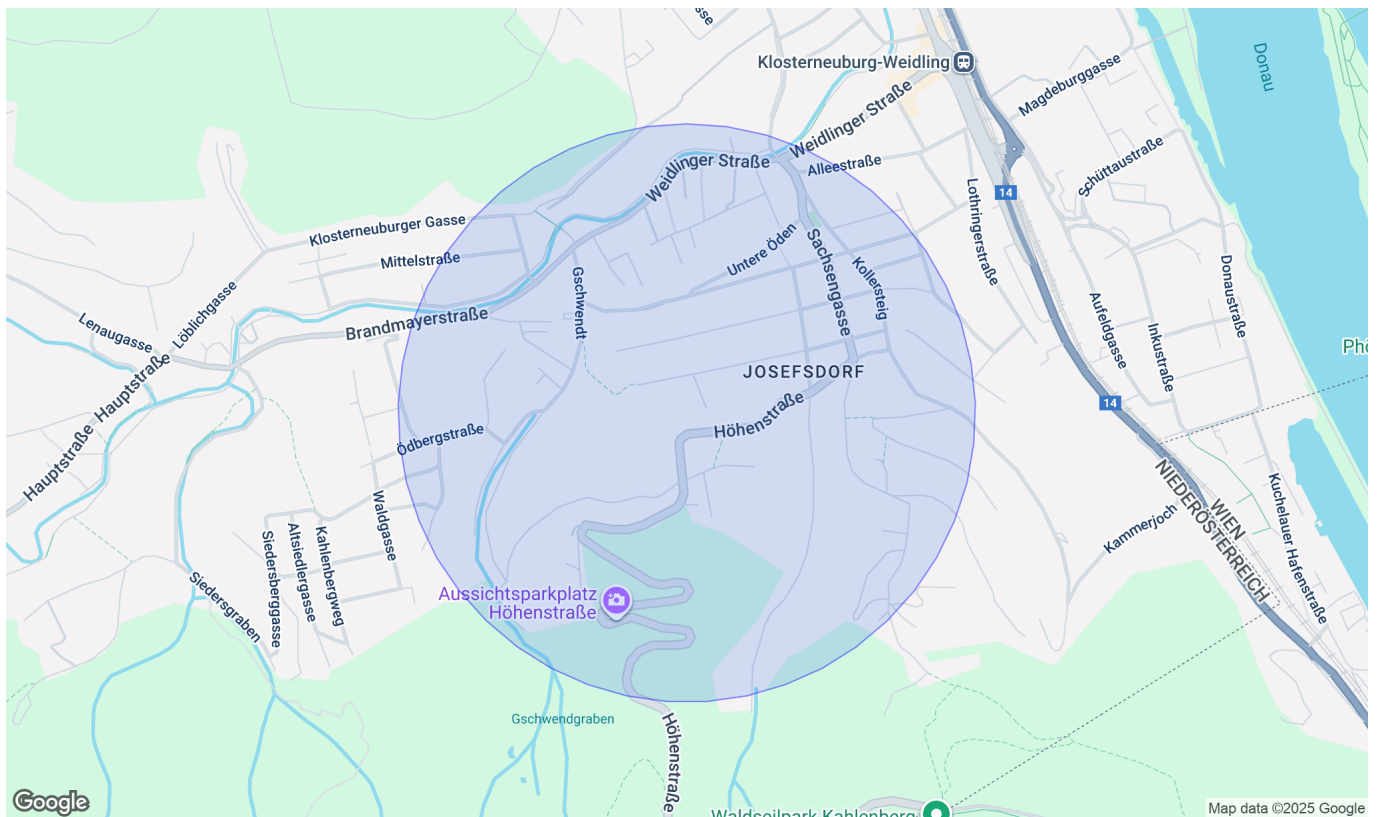 sse
Klosterneuburg-Weidling
Donau
Magdeburggasse
Weidlinger Straße
Weidlinger Straße
Alleestraße
Schüttaustraße
14
Lothringerstraße
Klosterneuburger Gasse
Mittelstraße
Untere Öden
Sachsengasse
Kollersteig
Gschwendt
Donaustraße
Löblichgasse
Lenaugasse
Brandmayerstraße
Aufeldgasse
Inkustraße
Hauptstraße
Hauptstraße
JOSEFSDORF
14
Höhenstraße
Ödbergstraße
Waldgasse
WIEN
NIEDERÖSTERREICH
Kuchelauer Hafenstraße
Kammerjoch
Siedersberggasse
Altsiedlergasse
Kahlenbergweg
Siedersgraben
Aussichtsparkplatz
Höhenstraße
Gschwendgraben
Höhenstraße
Waldseilpark Kahlenberg
Google
Map data ©2025 Google